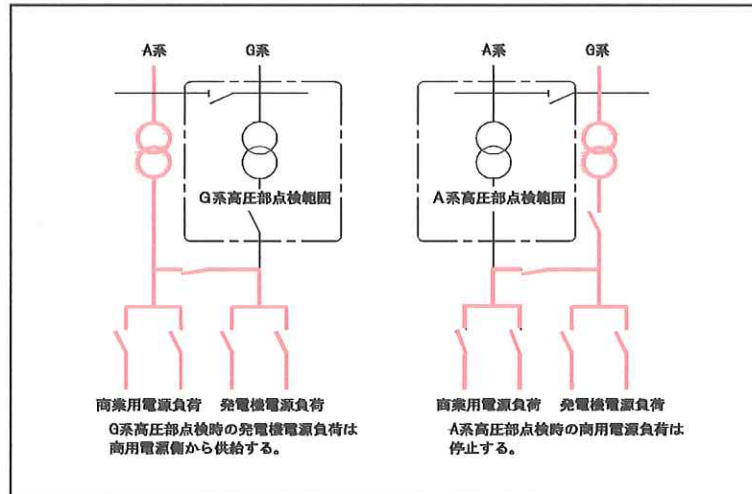 A系
G系
G系高圧部点検範囲
商業用電源負荷
発電機電源負荷
G系高圧部点検時の発電機電源負荷は
商用電源側から供給する。
A系
G系
A系高圧部点検範囲
商業用電源負荷
発電機電源負荷
A系高圧部点検時の商用電源負荷は
停止する。